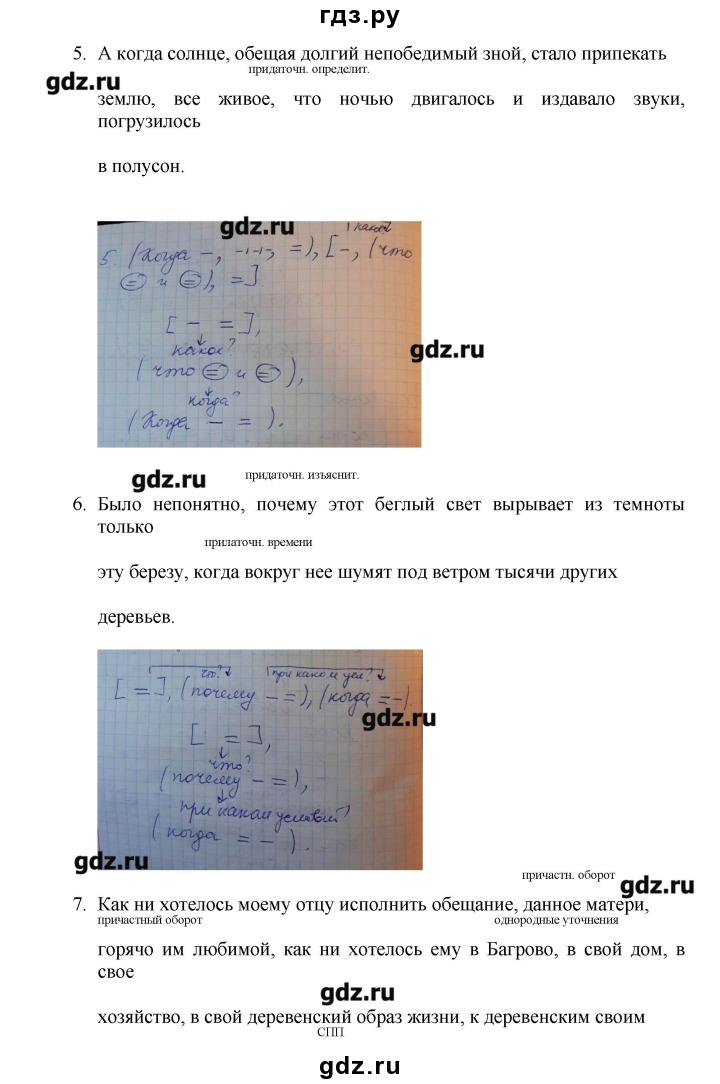 гдз.ру
5. А когда солнце, обещая долгий непобедимый зной, стало припекать
придаточн. определит.
gdz.ru
землю, все живое, что ночью двигалось и издавало звуки,
погрузилось
в полусон.
gdz.ru
какое?
5. (Когда –, –·–·–, =), [–, (что
= и =), =].
[ – = ],
какое?
gdz.ru
(что = и =),
когда?
(Когда – = ).
gdz.ru
придаточн. изъяснит.
6. Было непонятно, почему этот беглый свет вырывает из темноты
только
прилаточн. времени
эту березу, когда вокруг нее шумят под ветром тысячи других
деревьев.
что? при каком усл?
[ = ], (почему – =), (когда = –).
gdz.ru
[ = ],
что?
(почему – =),
при каком условии?
(когда = – ).
gdz.ru
причастн. оборот
gdz.ru
7. Как ни хотелось моему отцу исполнить обещание, данное матери,
причастный оборот однородные уточнения
горячо им любимой, как ни хотелось ему в Багрово, в свой дом, в
свое
gdz.ru
хозяйство, в свой деревенский образ жизни, к деревенским своим
СПП
gdz.ru